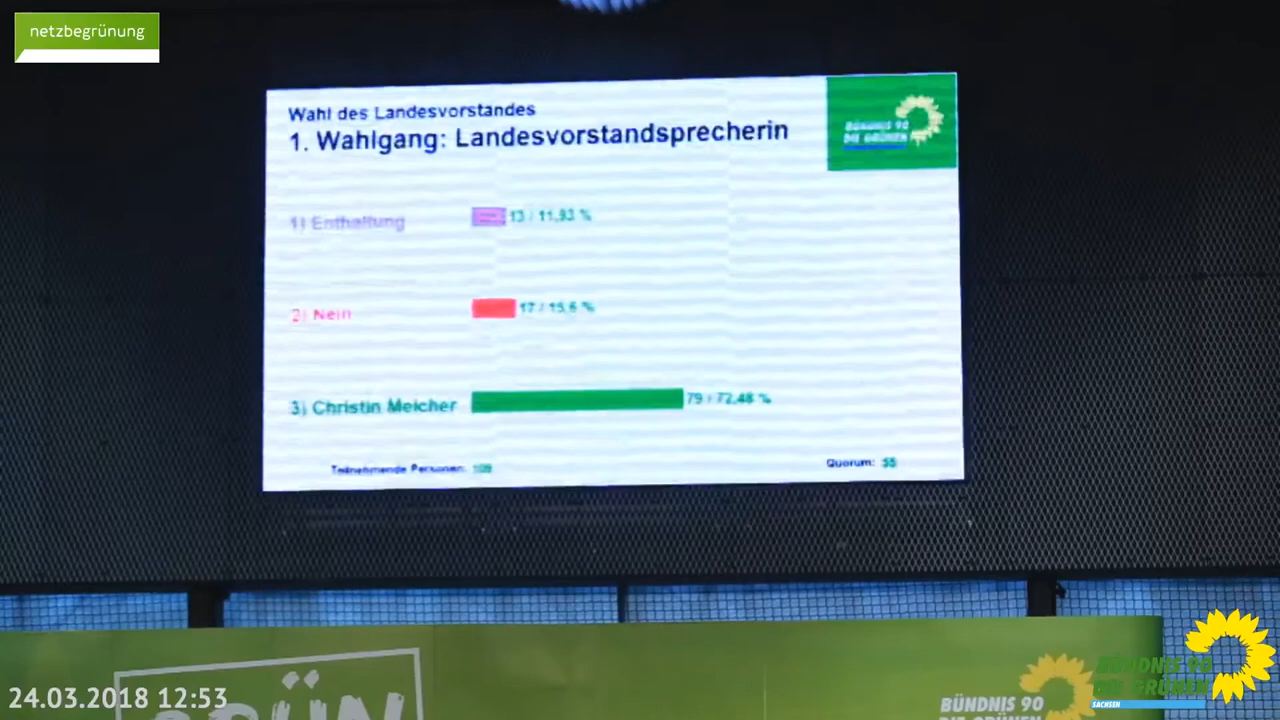 netzbegrünung
Wahl des Landesvorstandes
1. Wahlgang: Landesvorstandsprecherin
BÜNDNIS 90
DIE GRÜNEN
1) Enthaltung 13 / 11,93 %
2) Nein 17 / 15,6 %
3) Christin Melcher 79 / 72,48 %
Teilnehmende Personen: 109 Quorum: 55
GRÜN
BÜNDNIS 90
DIE GRÜNEN
BÜNDNIS 90
DIE GRÜNEN
SACHSEN
24.03.2018 12:53